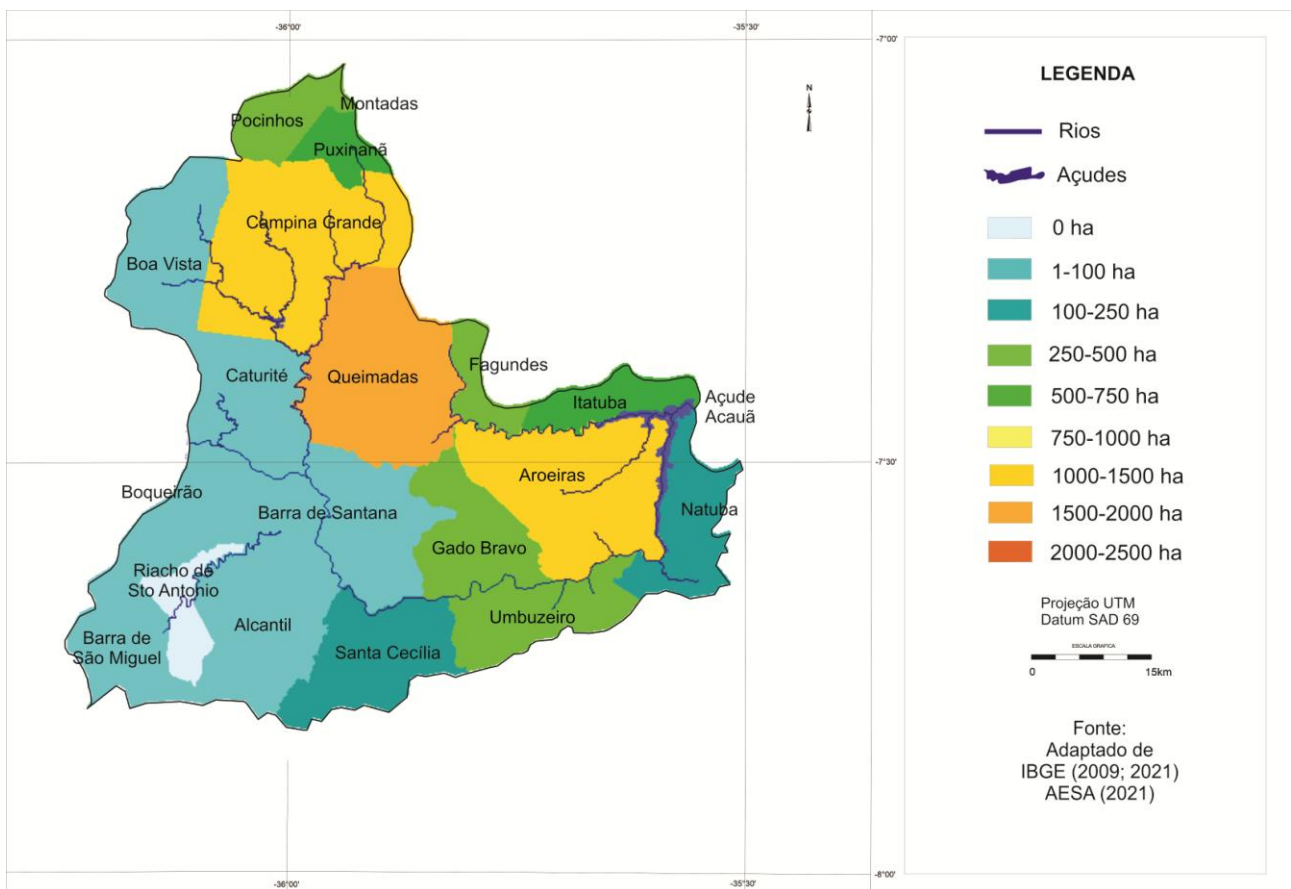 -36°00'
-35°30'
-7°00'
Montadas
Pocinhos
Puxinanã
N
Campina Grande
Boa Vista
Fagundes
Caturité
Queimadas
Itatuba
Açude
Acauã
-7°30'
Aroeiras
Boqueirão
Barra de Santana
Natuba
Gado Bravo
Riacho de
Sto Antonio
Umbuzeiro
Alcantil
Barra de
São Miguel
Santa Cecília
-8°00'
-36°00'
-35°30'
LEGENDA
Rios
Açudes
0 ha
1-100 ha
100-250 ha
250-500 ha
500-750 ha
750-1000 ha
1000-1500 ha
1500-2000 ha
2000-2500 ha
Projeção UTM
Datum SAD 69
ESCALA GRAFICA
0 15km
Fonte:
Adaptado de
IBGE (2009; 2021)
AESA (2021)